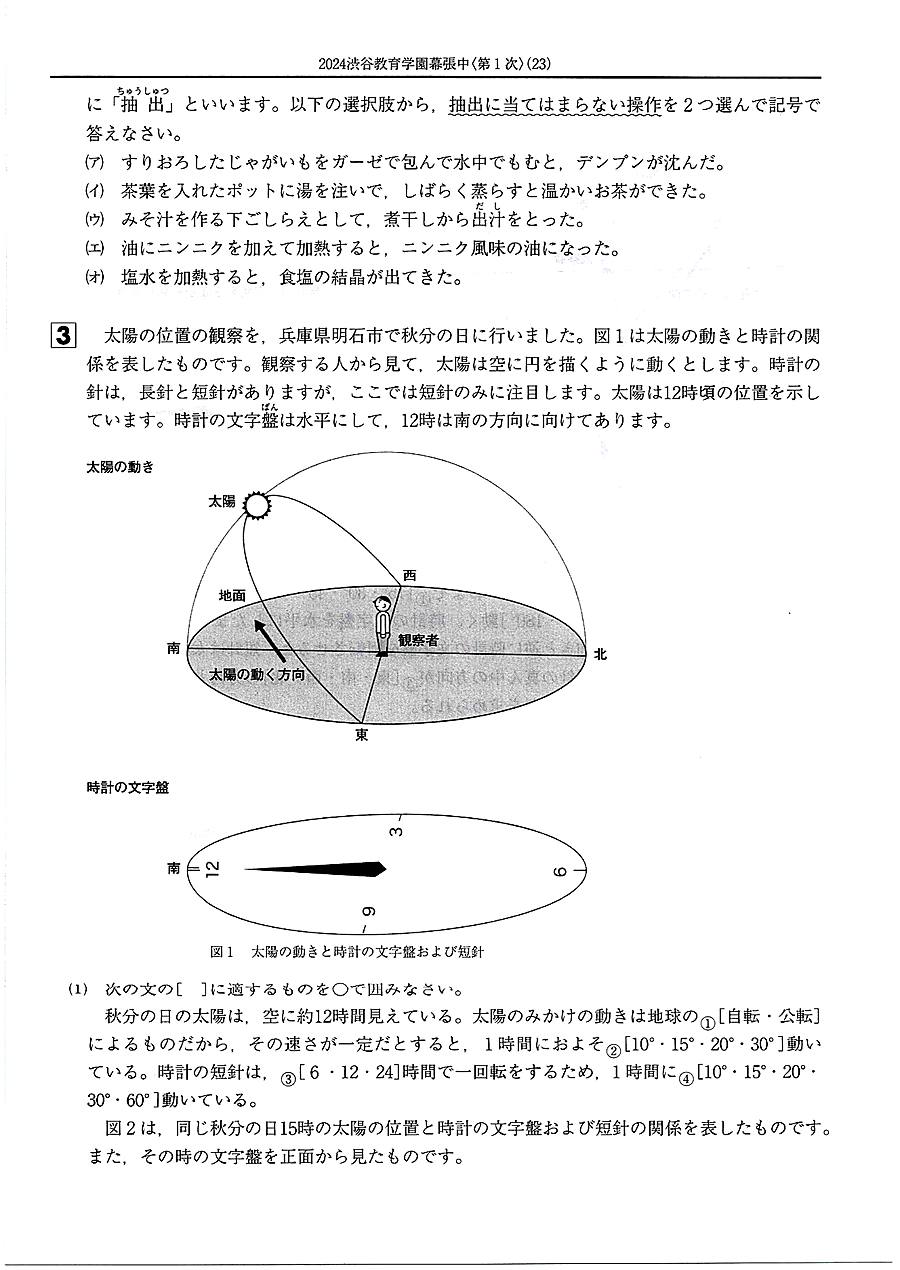 2024渋谷教育学園幕張中〈第1次〉(23)
に「抽出」といいます。以下の選択肢から，抽出に当てはまらない操作を2つ選んで記号で
ちゅうしゅつ
答えなさい。
(ア) すりおろしたじゃがいもをガーゼで包んで水中でもむと，デンプンが沈んだ。
(イ) 茶葉を入れたポットに湯を注いで，しばらく蒸らすと温かいお茶ができた。
(ウ) みそ汁を作る下ごしらえとして，煮干しから出汁をとった。
だし
(エ) 油にニンニクを加えて加熱すると，ニンニク風味の油になった。
(オ) 塩水を加熱すると，食塩の結晶が出てきた。
3 太陽の位置の観察を，兵庫県明石市で秋分の日に行いました。図1は太陽の動きと時計の関
係を表したものです。観察する人から見て，太陽は空に円を描くように動くとします。時計の
針は，長針と短針がありますが，ここでは短針のみに注目します。太陽は12時頃の位置を示し
ています。時計の文字盤は水平にして，12時は南の方向に向けてあります。
ばん
太陽の動き
太陽
西
地面
南
観察者
北
太陽の動く方向
東
時計の文字盤
3
南
12
6
9
図1 太陽の動きと時計の文字盤および短針
(1) 次の文の[ ]に適するものを○で囲みなさい。
秋分の日の太陽は，空に約12時間見えている。太陽のみかけの動きは地球の①[自転・公転]
によるものだから，その速さが一定だとすると，1時間におよそ②[10°・15°・20°・30°]動い
ている。時計の短針は，③[6・12・24]時間で一回転をするため，1時間に④[10°・15°・20°・
30°・60°]動いている。
図2は，同じ秋分の日15時の太陽の位置と時計の文字盤および短針の関係を表したものです。
また，その時の文字盤を正面から見たものです。